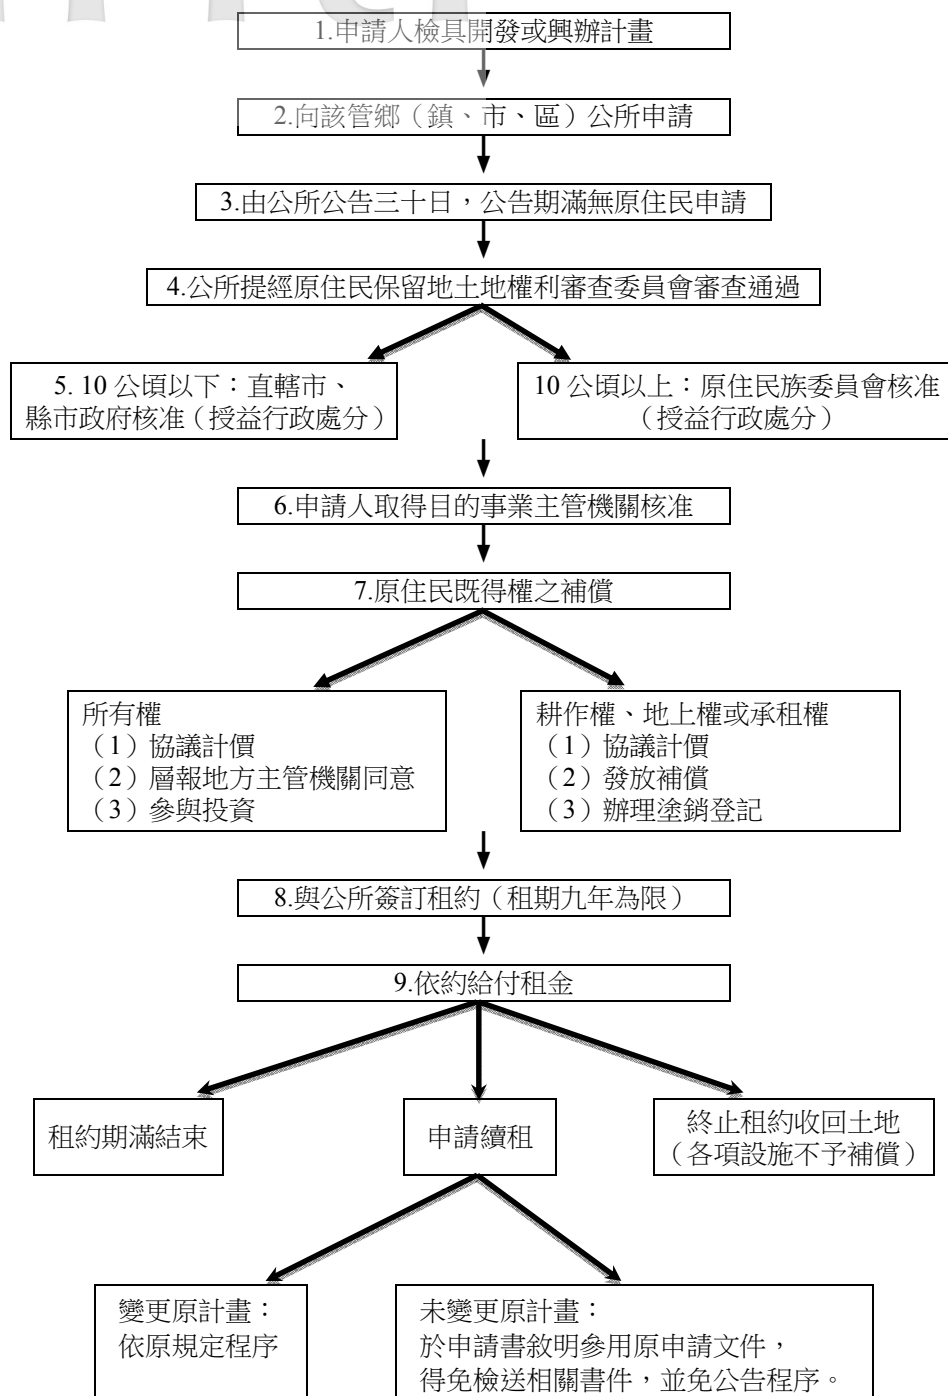 1.申請人檢具開發或興辦計畫
2.向該管鄉（鎮、市、區）公所申請
3.由公所公告三十日，公告期滿無原住民申請
4.公所提經原住民保留地土地權利審查委員會審查通過
5. 10 公頃以下：直轄市、
縣市政府核准（授益行政處分）
10 公頃以上：原住民族委員會核准
（授益行政處分）
6.申請人取得目的事業主管機關核准
7.原住民既得權之補償
所有權
（1）協議計價
（2）層報地方主管機關同意
（3）參與投資
耕作權、地上權或承租權
（1）協議計價
（2）發放補償
（3）辦理塗銷登記
8.與公所簽訂租約（租期九年為限）
9.依約給付租金
租約期滿結束
申請續租
終止租約收回土地
（各項設施不予補償）
變更原計畫：
依原規定程序
未變更原計畫：
於申請書敘明參用原申請文件，
得免檢送相關書件，並免公告程序。